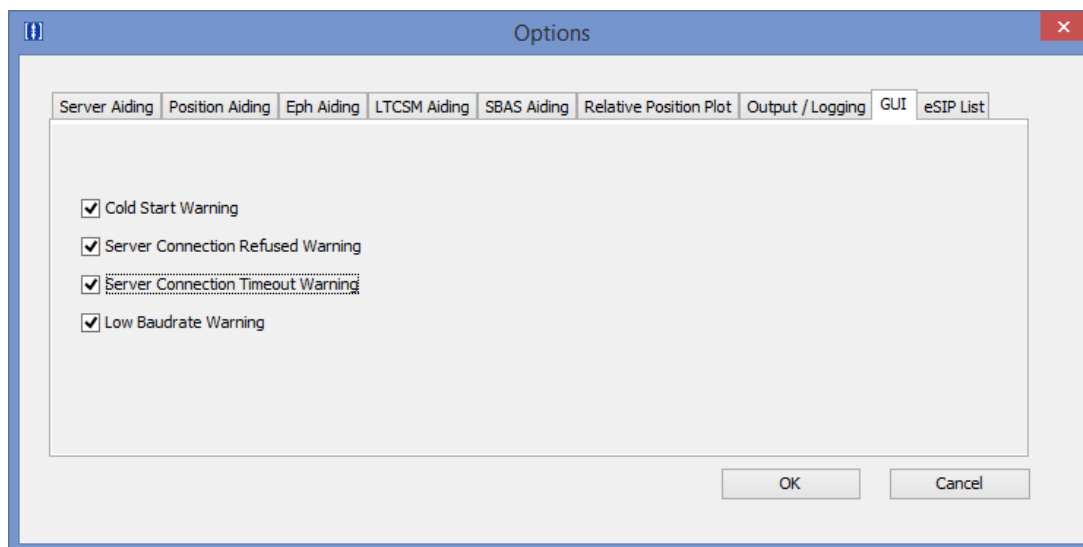 Options
Server Aiding Position Aiding Eph Aiding LTCSM Aiding SBAS Aiding Relative Position Plot Output / Logging GUI eSIP List
Cold Start Warning
Server Connection Refused Warning
Server Connection Timeout Warning
Low Baudrate Warning
OK Cancel